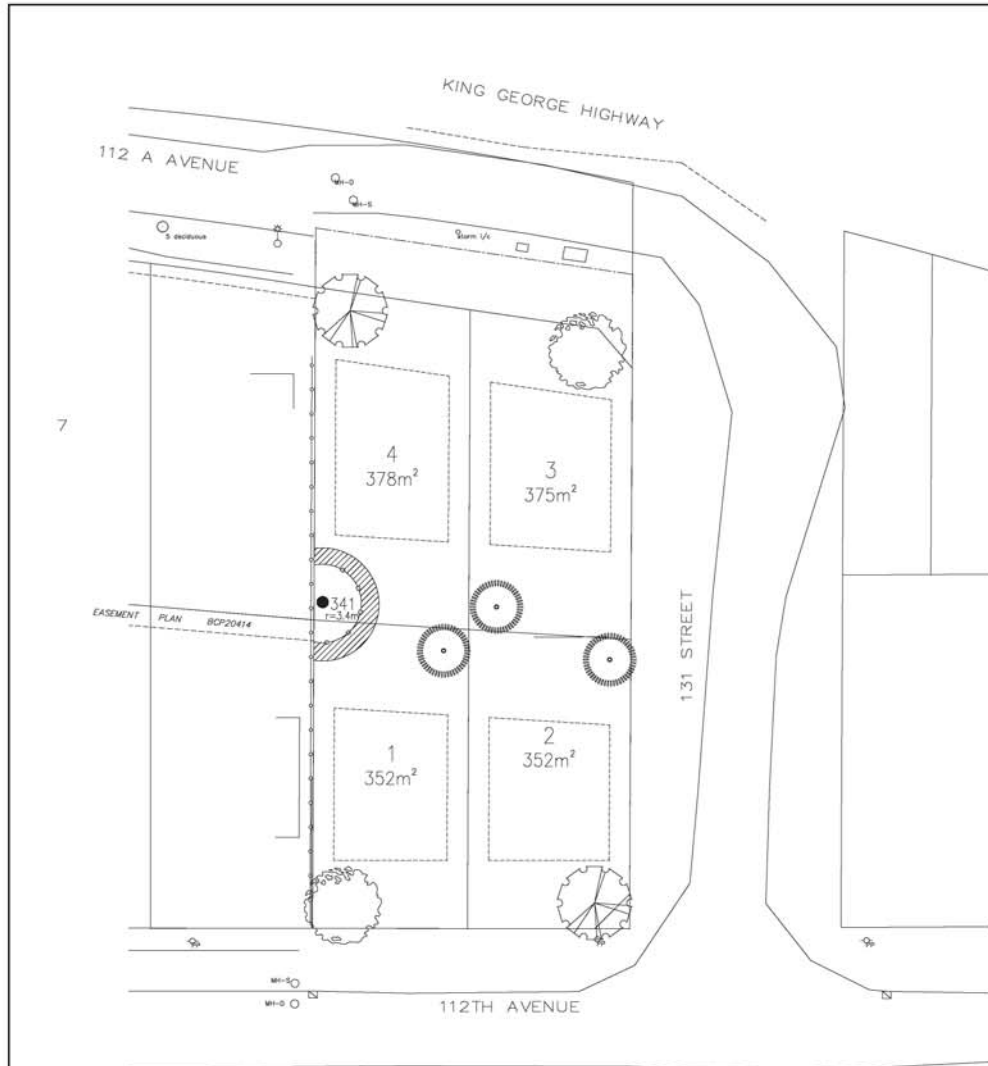 KING GEORGE HIGHWAY
112 A AVENUE
MH-D
MH-S
S deciduous
storm i/c
7
4
378m²
3
375m²
341
r=3.4m
EASEMENT PLAN BCP20414
131 STREET
1
352m²
2
352m²
MH-S
MH-D
112TH AVENUE